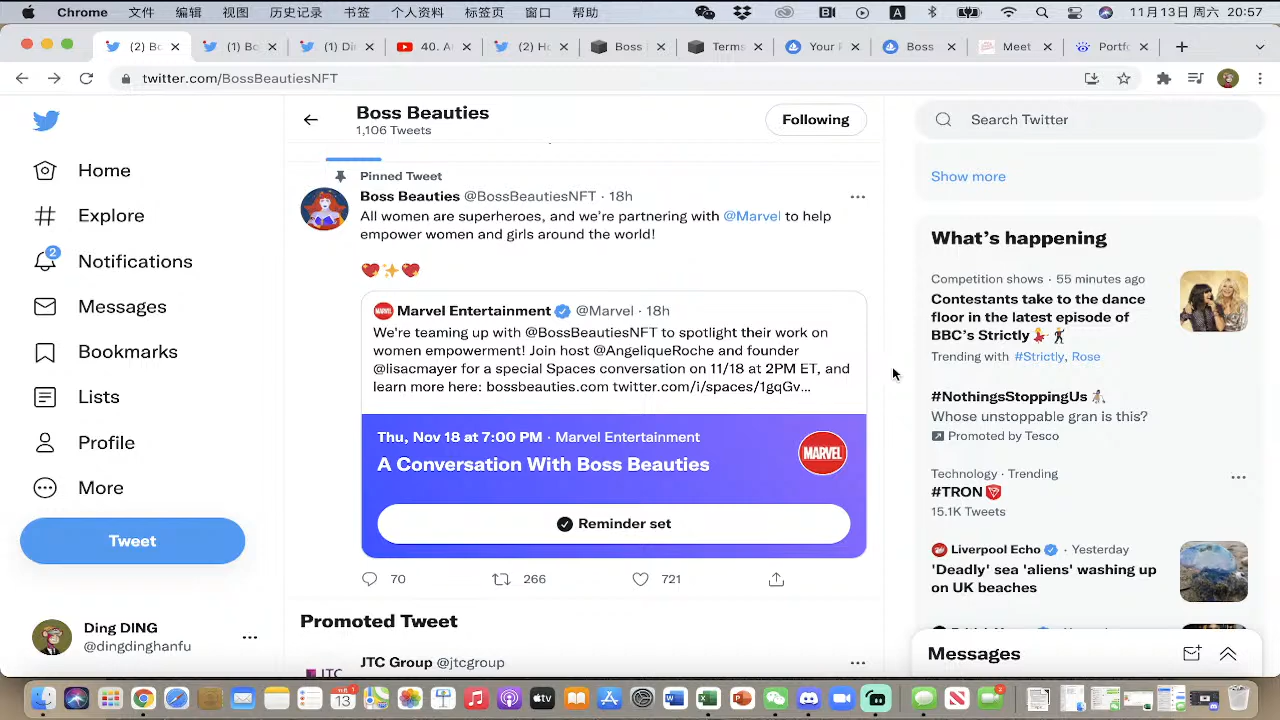 Chrome 文件 编辑 视图 历史记录 书签 个人资料 标签页 窗口 帮助 A 11月13日 周六 20:57
(2) Bo (1) Bo (1) Di 40. A (2) Ho Boss Terms Your P Boss Meet Portfo
twitter.com/BossBeautiesNFT
Boss Beauties
1,106 Tweets
Following
Search Twitter
Home
Explore
2
Notifications
Messages
Bookmarks
Lists
Profile
More
Tweet
Ding DING
@dingdinghanfu
Pinned Tweet
Boss Beauties @BossBeautiesNFT · 18h
All women are superheroes, and we're partnering with @Marvel to help
empower women and girls around the world!
💖✨💖
MARVEL Marvel Entertainment @Marvel · 18h
We're teaming up with @BossBeautiesNFT to spotlight their work on
women empowerment! Join host @AngeliqueRoche and founder
@lisacmayer for a special Spaces conversation on 11/18 at 2PM ET, and
learn more here: bossbeauties.com twitter.com/i/spaces/1gqGv...
Thu, Nov 18 at 7:00 PM · Marvel Entertainment
A Conversation With Boss Beauties
MARVEL
Reminder set
70 266 721
Promoted Tweet
JTC Group @jtcgroup
JTC
Show more
What's happening
Competition shows · 55 minutes ago
Contestants take to the dance
floor in the latest episode of
BBC's Strictly 💃🕺
Trending with #Strictly, Rose
#NothingsStoppingUs
Whose unstoppable gran is this?
Promoted by Tesco
Technology · Trending
#TRON
15.1K Tweets
Liverpool Echo · Yesterday
'Deadly' sea 'aliens' washing up
on UK beaches
Messages
13
3